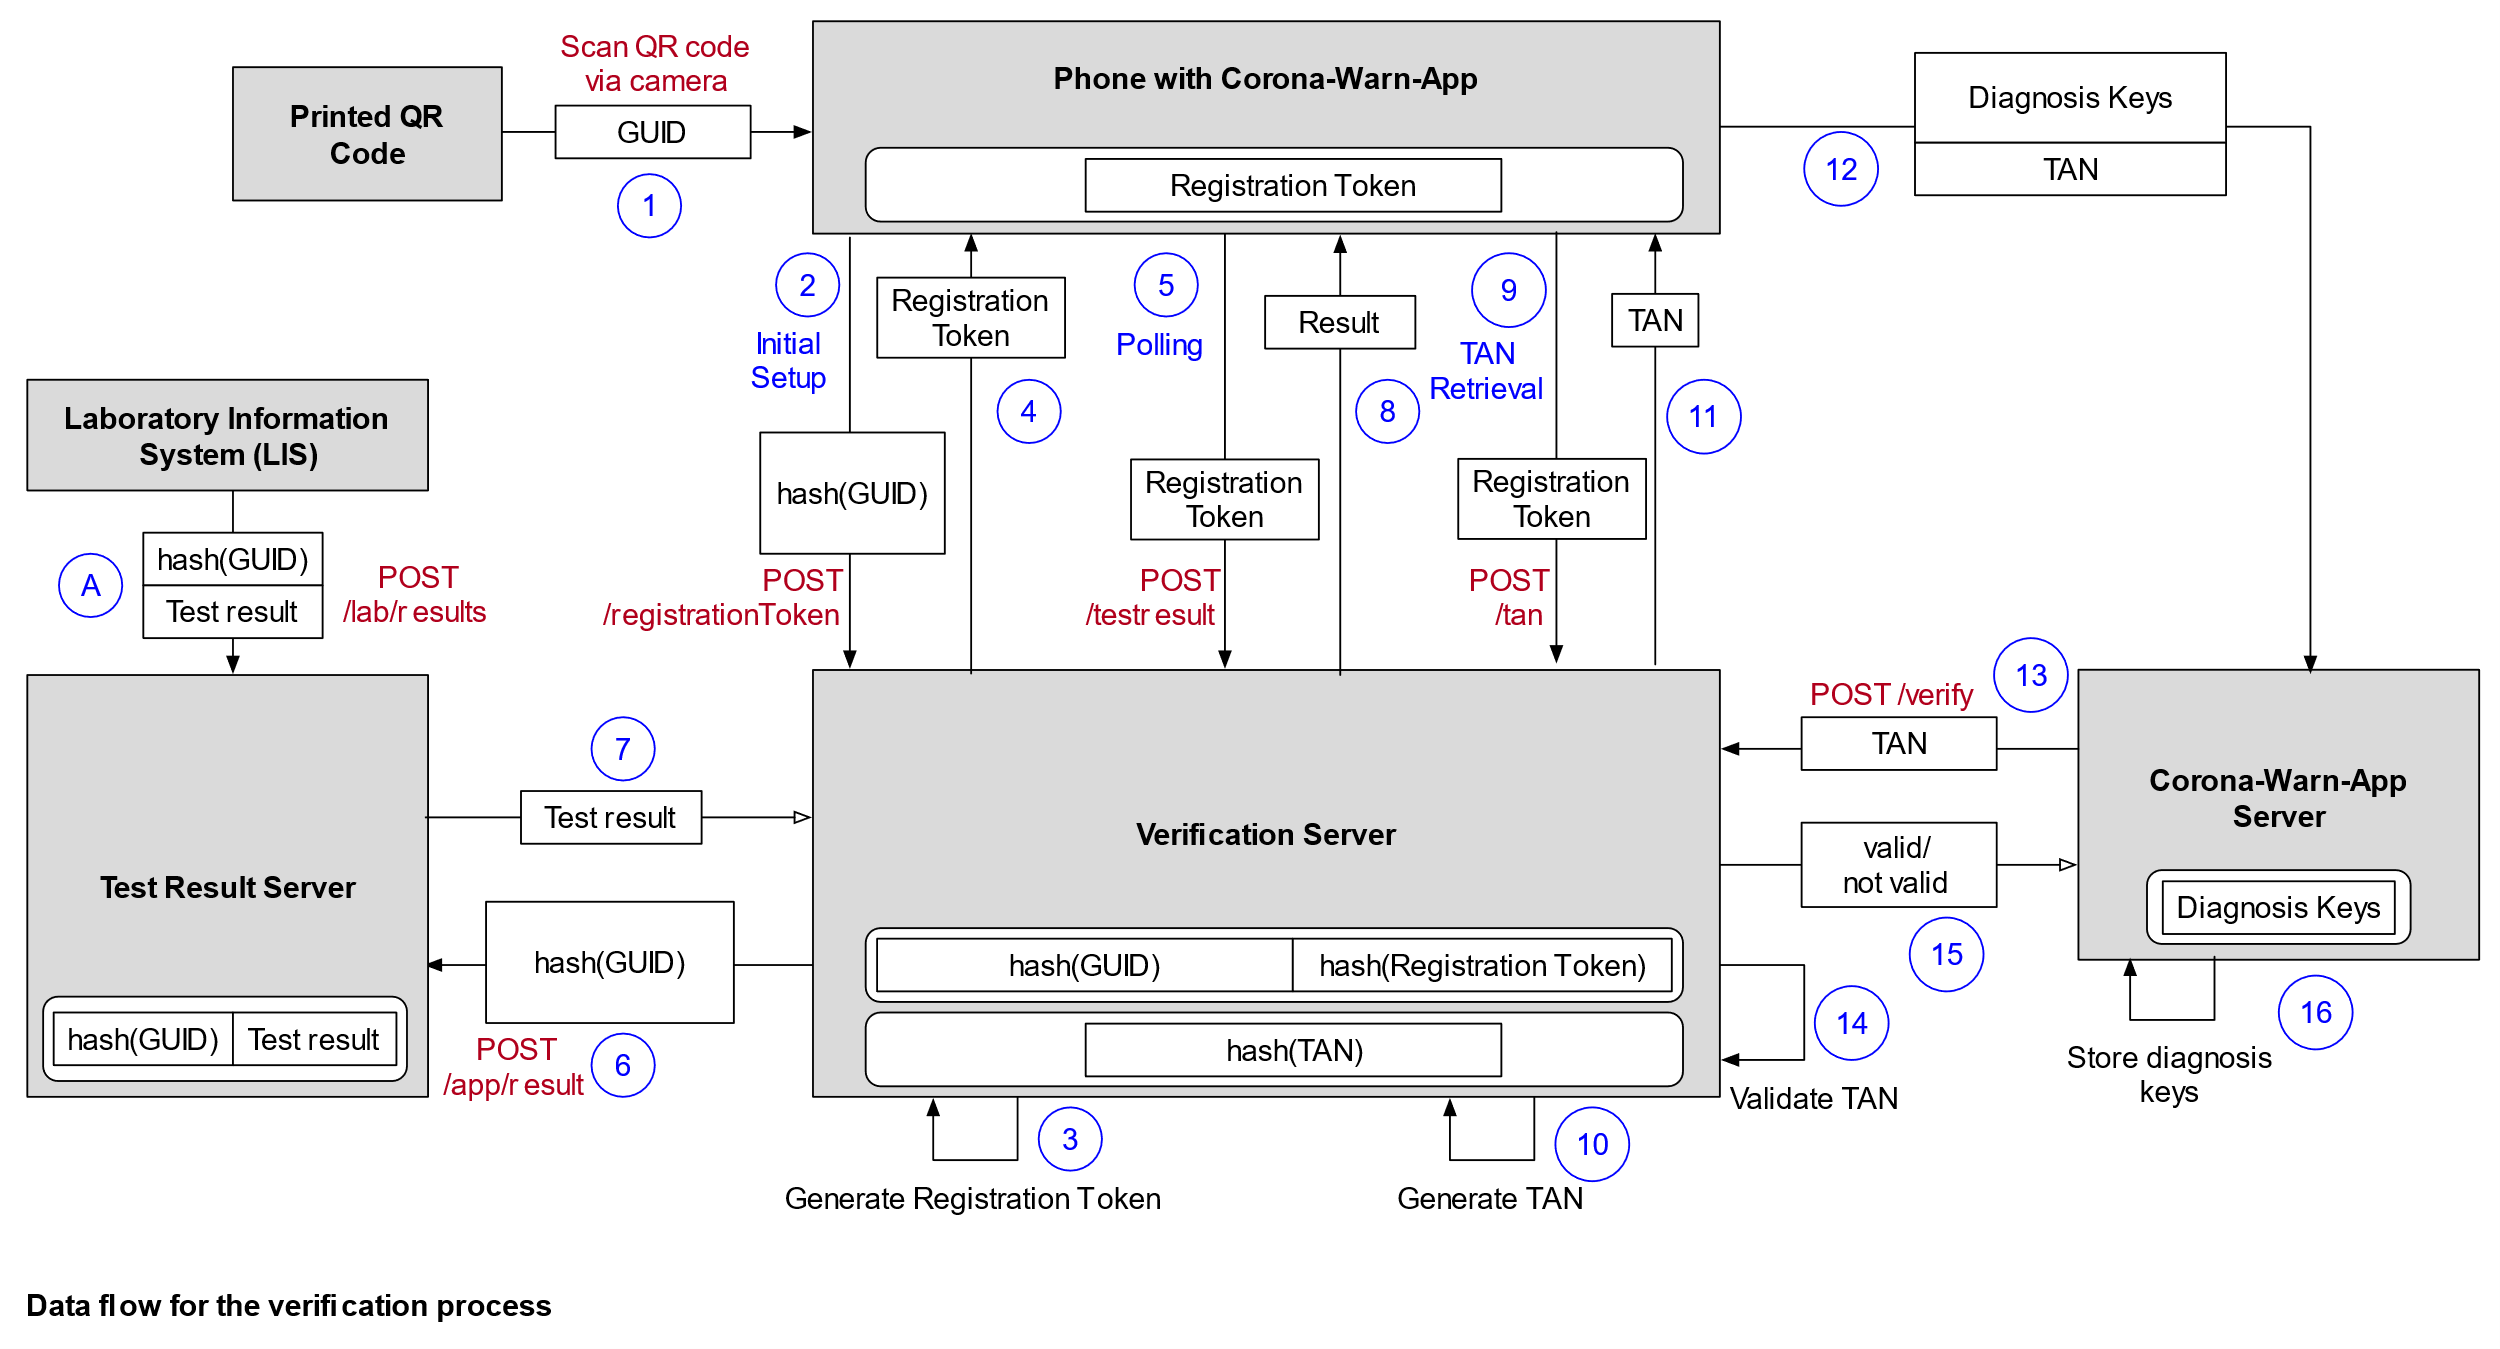 Scan QR code
via camera
Printed QR
Code
GUID
1
Phone with Corona-Warn-App
Registration Token
12
Diagnosis Keys
TAN
2
Initial
Setup
Registration
Token
4
5
Polling
Result
8
9
TAN
Retrieval
TAN
11
Laboratory Information
System (LIS)
A
hash(GUID)
Test result
POST
/lab/r esults
hash(GUID)
POST
/registrationToken
Registration
Token
POST
/testr esult
Registration
Token
POST
/tan
13
POST /verify
TAN
7
Test result
Test Result Server
hash(GUID)
Test result
hash(GUID)
POST
/app/r esult
6
Verification Server
hash(GUID)
hash(Registration Token)
hash(TAN)
valid/
not valid
15
Corona-Warn-App
Server
Diagnosis Keys
14
Validate TAN
16
Store diagnosis
keys
3
Generate Registration Token
10
Generate TAN
Data flow for the verification process